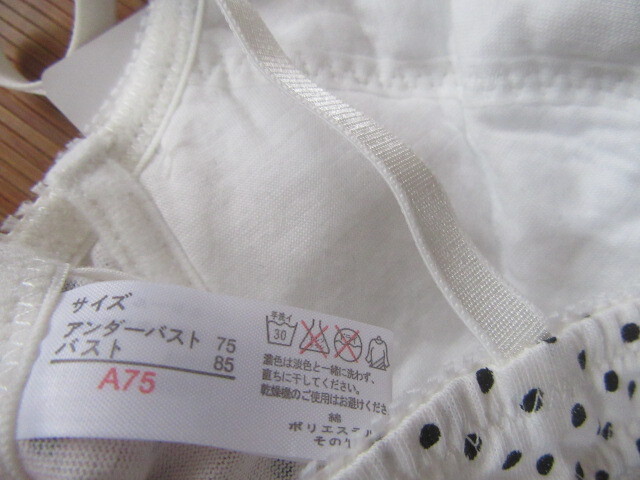 サイズ
アンダーバスト 75
バスト 85
A75
手洗イ
30
濃色は淡色と一緒に洗わず、
直ちに干してください。
乾燥機のご使用はお避けくださ
綿
ポリエステル
その